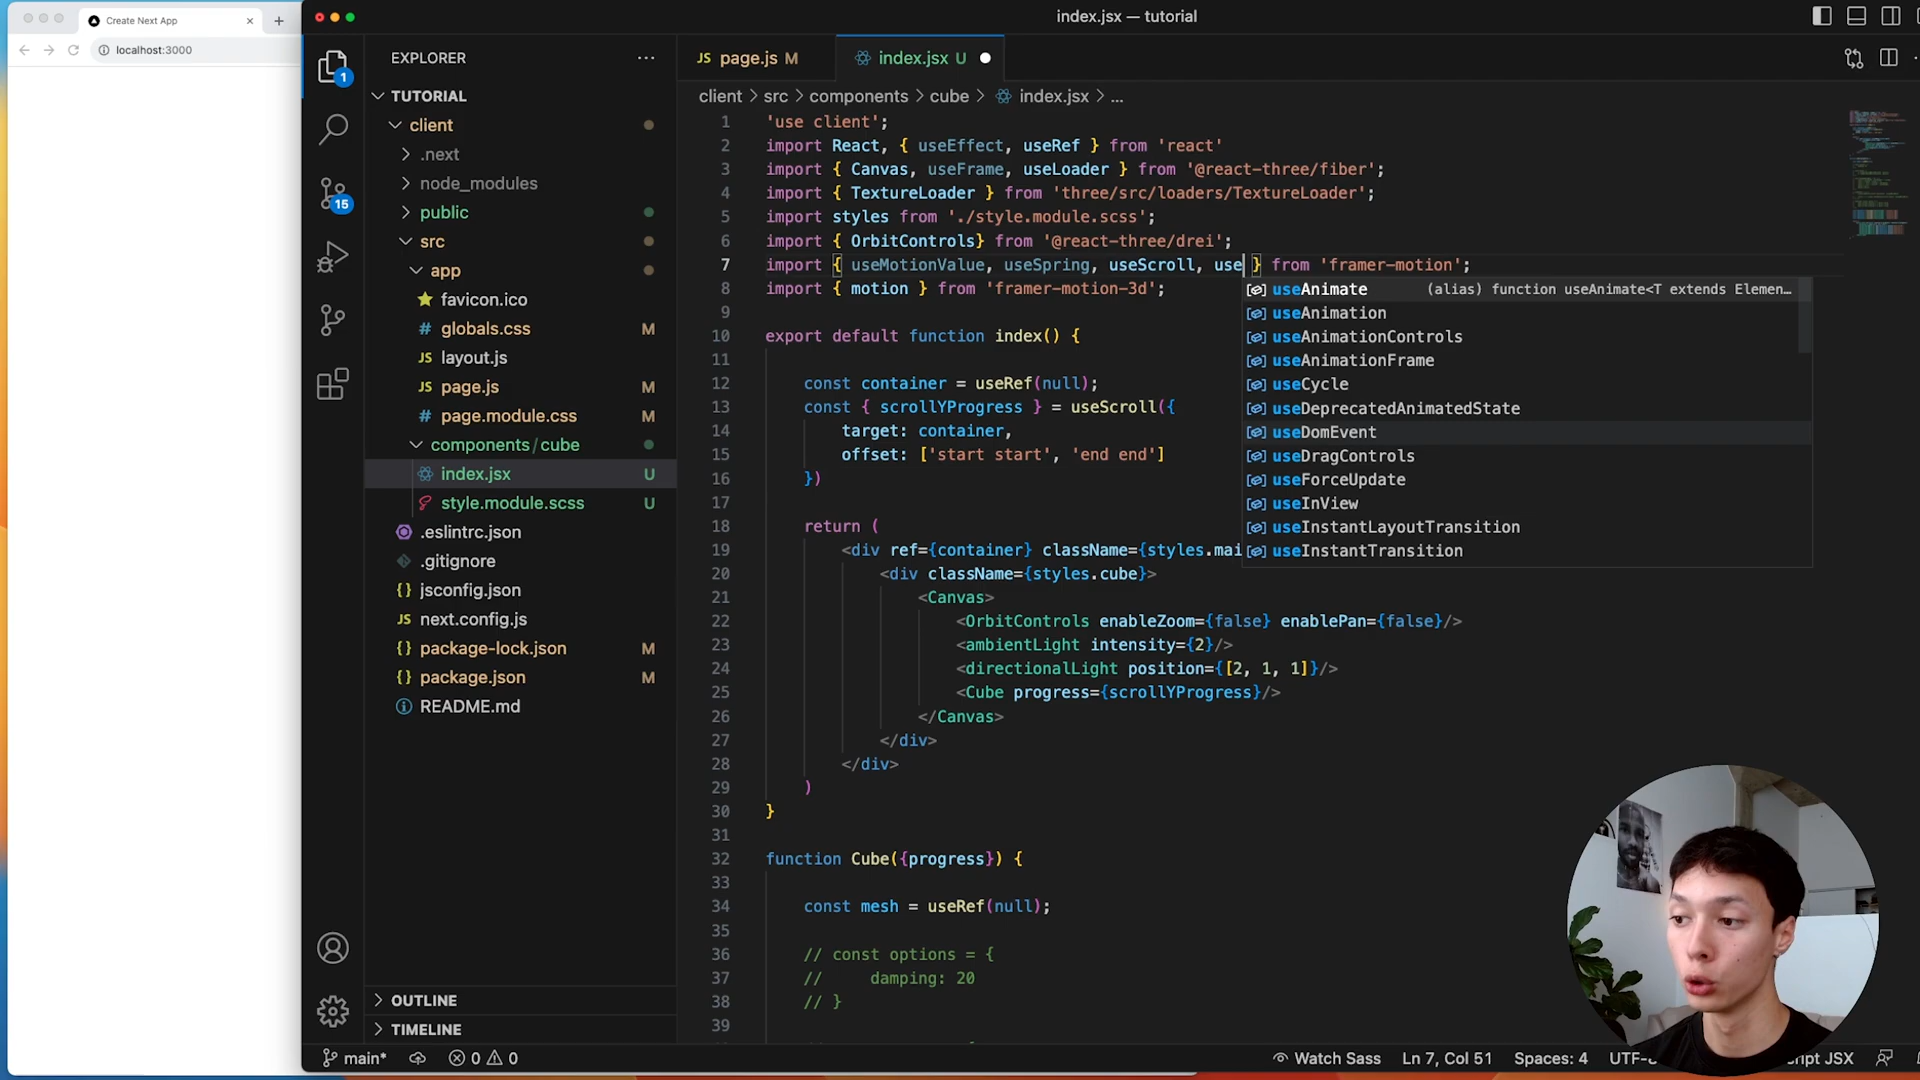 Create Next App
localhost:3000
index.jsx — tutorial
EXPLORER
TUTORIAL
client
.next
node_modules
public
src
app
favicon.ico
globals.css M
layout.js
page.js M
page.module.css M
components/cube
index.jsx U
style.module.scss U
.eslintrc.json
.gitignore
jsconfig.json
next.config.js
package-lock.json M
package.json M
README.md
OUTLINE
TIMELINE
1
15
JS page.js M
index.jsx U
client > src > components > cube > index.jsx > ...
1 'use client';
2 import React, { useEffect, useRef } from 'react'
3 import { Canvas, useFrame, useLoader } from '@react-three/fiber';
4 import { TextureLoader } from 'three/src/loaders/TextureLoader';
5 import styles from './style.module.scss';
6 import { OrbitControls} from '@react-three/drei';
7 import { useMotionValue, useSpring, useScroll, use } from 'framer-motion';
8 import { motion } from 'framer-motion-3d';
9
10 export default function index() {
11
12 const container = useRef(null);
13 const { scrollYProgress } = useScroll({
14 target: container,
15 offset: ['start start', 'end end']
16 })
17
18 return (
19 <div ref={container} className={styles.mai
20 <div className={styles.cube}>
21 <Canvas>
22 <OrbitControls enableZoom={false} enablePan={false}/>
23 <ambientLight intensity={2}/>
24 <directionalLight position={[2, 1, 1]}/>
25 <Cube progress={scrollYProgress}/>
26 </Canvas>
27 </div>
28 </div>
29 )
30 }
31
32 function Cube({progress}) {
33
34 const mesh = useRef(null);
35
36 // const options = {
37 // damping: 20
38 // }
39
useAnimate (alias) function useAnimate<T extends Elemen…
useAnimation
useAnimationControls
useAnimationFrame
useCycle
useDeprecatedAnimatedState
useDomEvent
useDragControls
useForceUpdate
useInView
useInstantLayoutTransition
useInstantTransition
main* 0 0 Watch Sass Ln 7, Col 51 Spaces: 4 UTF-8 cript JSX